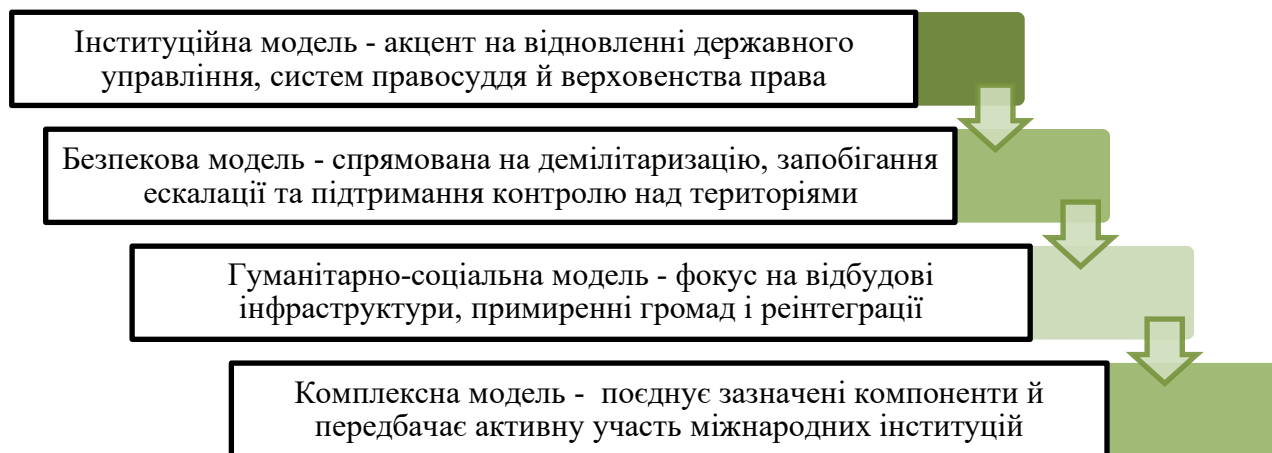 Інституційна модель - акцент на відновленні державного
управління, систем правосуддя й верховенства права
Безпекова модель - спрямована на демілітаризацію, запобігання
ескалації та підтримання контролю над територіями
Гуманітарно-соціальна модель - фокус на відбудові
інфраструктури, примиренні громад і реінтеграції
Комплексна модель - поєднує зазначені компоненти й
передбачає активну участь міжнародних інституцій